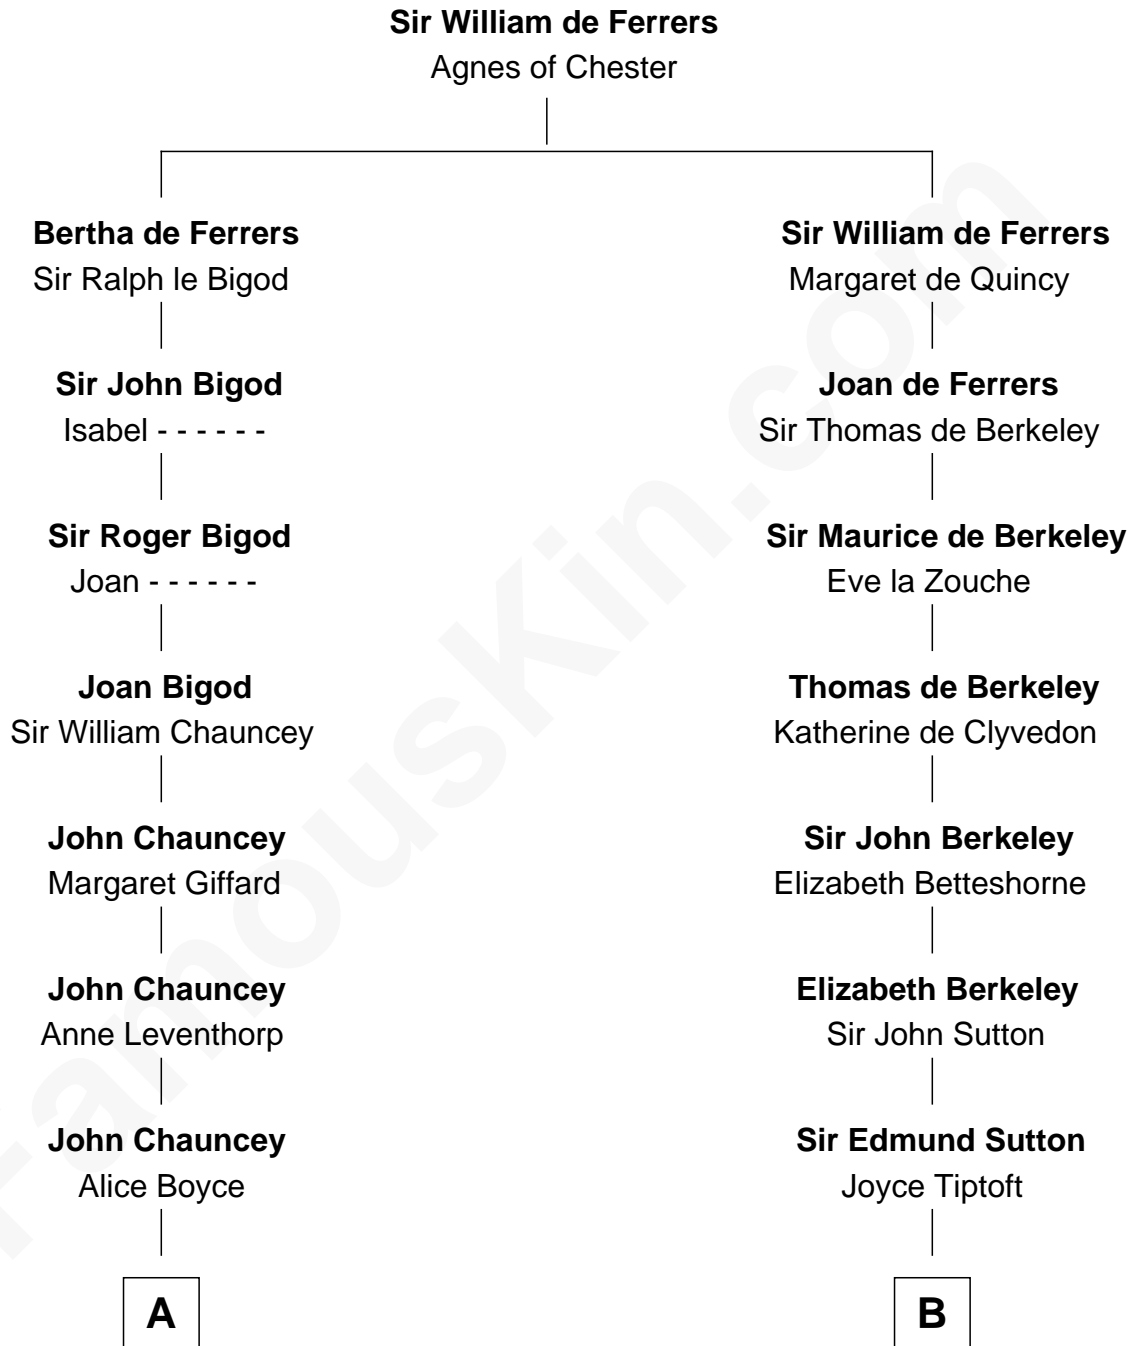 Sir William de Ferrers
Agnes of Chester
Bertha de Ferrers
Sir Ralph le Bigod
Sir William de Ferrers
Margaret de Quincy
Sir John Bigod
Isabel - - - - - -
Joan de Ferrers
Sir Thomas de Berkeley
Sir Roger Bigod
Joan - - - - - -
Sir Maurice de Berkeley
Eve la Zouche
Joan Bigod
Sir William Chauncey
Thomas de Berkeley
Katherine de Clyvedon
John Chauncey
Margaret Giffard
Sir John Berkeley
Elizabeth Betteshorne
John Chauncey
Anne Leventhorp
Elizabeth Berkeley
Sir John Sutton
John Chauncey
Alice Boyce
Sir Edmund Sutton
Joyce Tiptoft
A
B
FamousKin.com